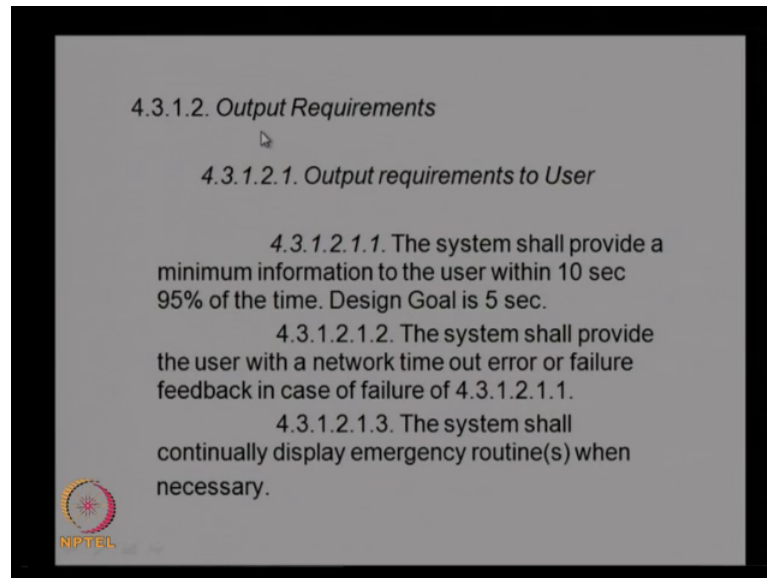 4.3.1.2. Output Requirements
4.3.1.2.1. Output requirements to User
4.3.1.2.1.1. The system shall provide a
minimum information to the user within 10 sec
95% of the time. Design Goal is 5 sec.
4.3.1.2.1.2. The system shall provide
the user with a network time out error or failure
feedback in case of failure of 4.3.1.2.1.1.
4.3.1.2.1.3. The system shall
continually display emergency routine(s) when
necessary.
NPTEL